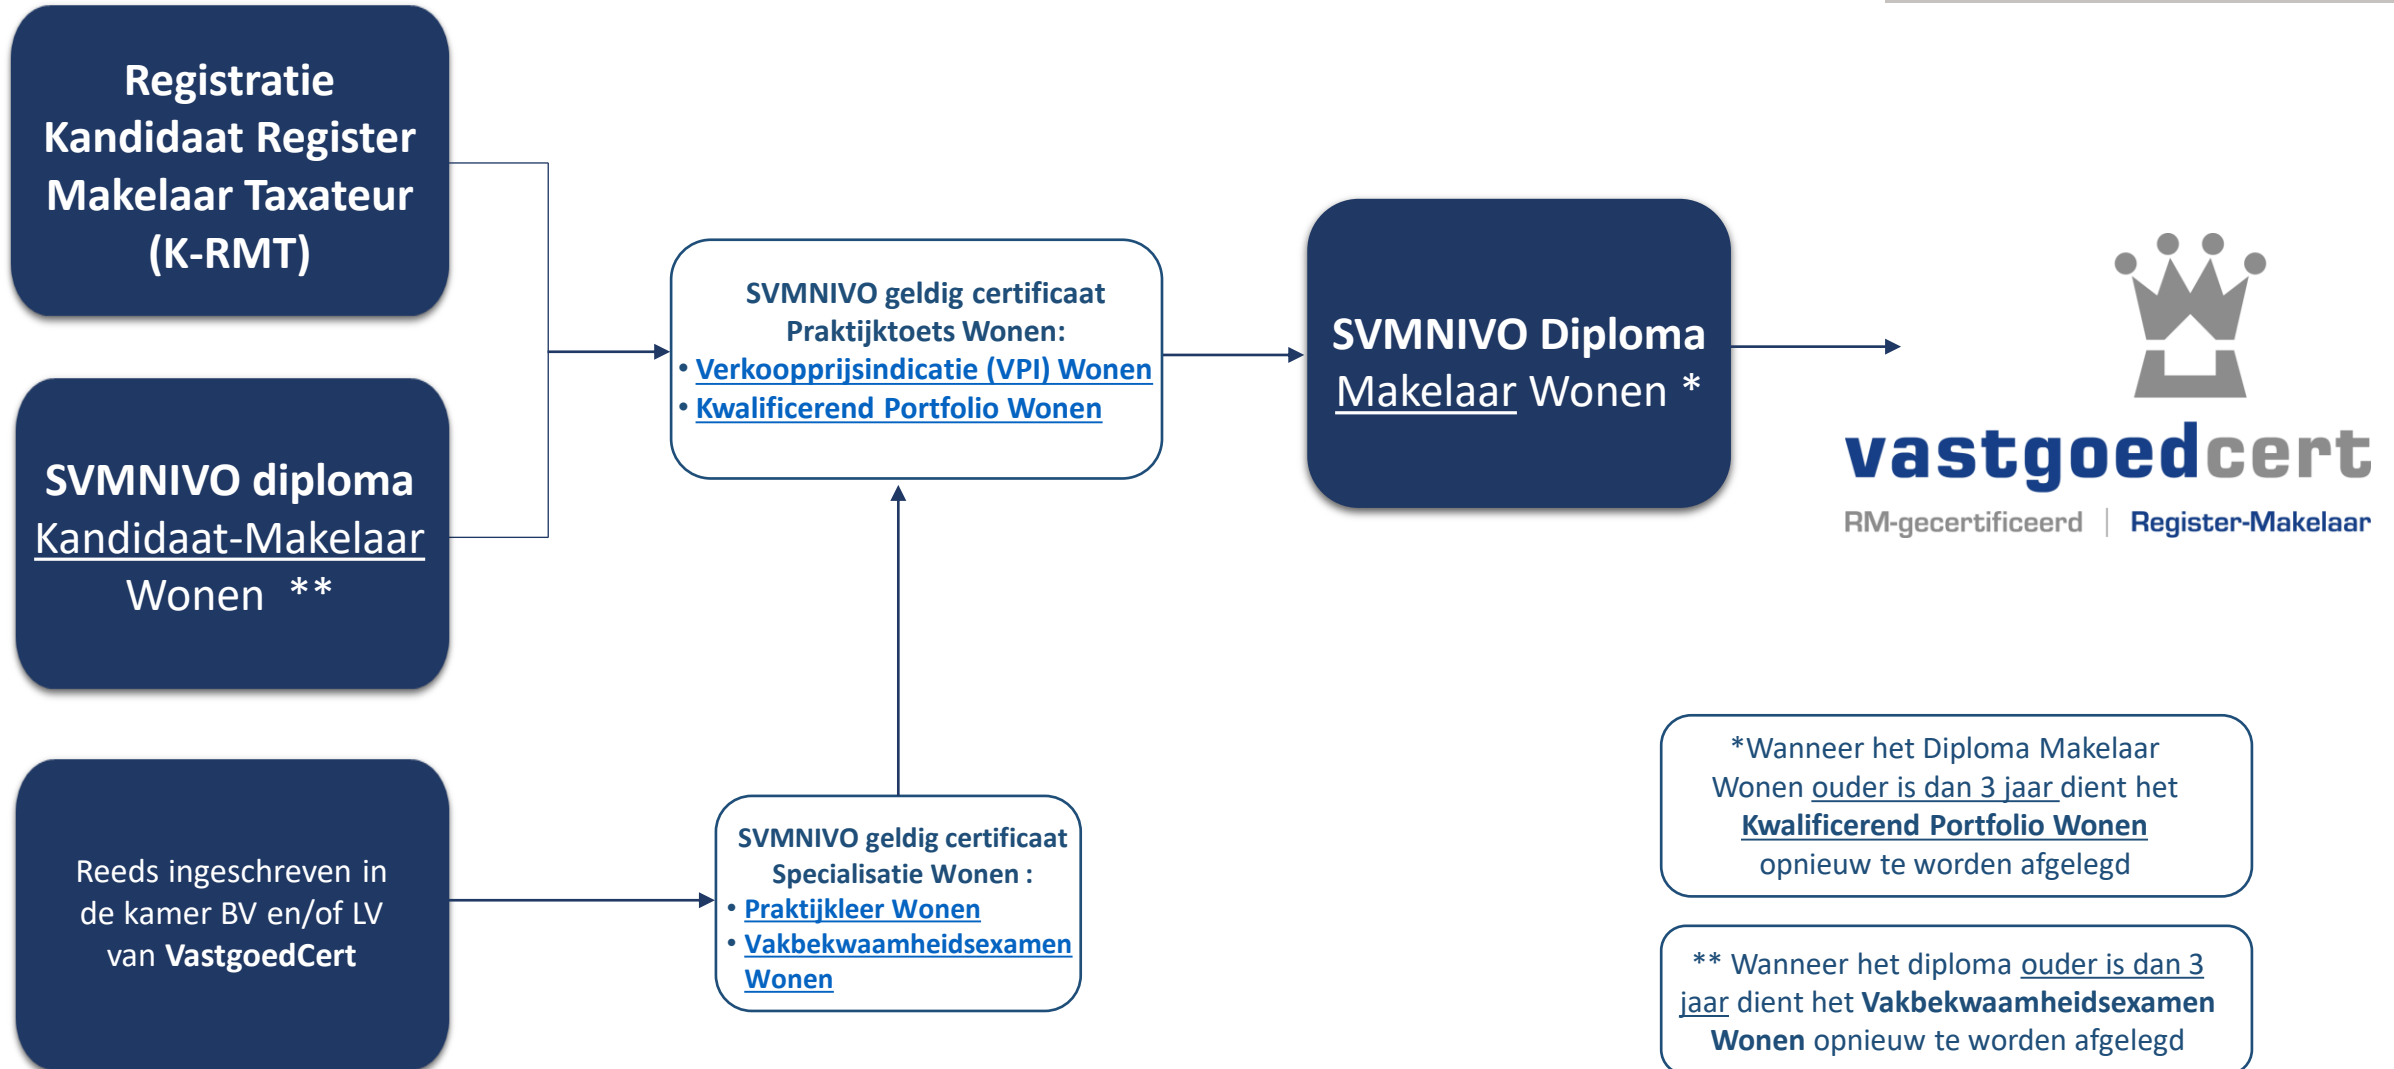 Registratie
Kandidaat Register
Makelaar Taxateur
(K-RMT)
SVMNIVO diploma
Kandidaat-Makelaar
Wonen **
Reeds ingeschreven in
de kamer BV en/of LV
van VastgoedCert
SVMNIVO geldig certificaat
Praktijktoets Wonen:
• Verkoopprijsindicatie (VPI) Wonen
• Kwalificerend Portfolio Wonen
SVMNIVO geldig certificaat
Specialisatie Wonen :
• Praktijkleer Wonen
• Vakbekwaamheidsexamen
Wonen
SVMNIVO Diploma
Makelaar Wonen *
vastgoedcert
RM-gecertificeerd | Register-Makelaar
*Wanneer het Diploma Makelaar
Wonen ouder is dan 3 jaar dient het
Kwalificerend Portfolio Wonen
opnieuw te worden afgelegd
** Wanneer het diploma ouder is dan 3
jaar dient het Vakbekwaamheidsexamen
Wonen opnieuw te worden afgelegd